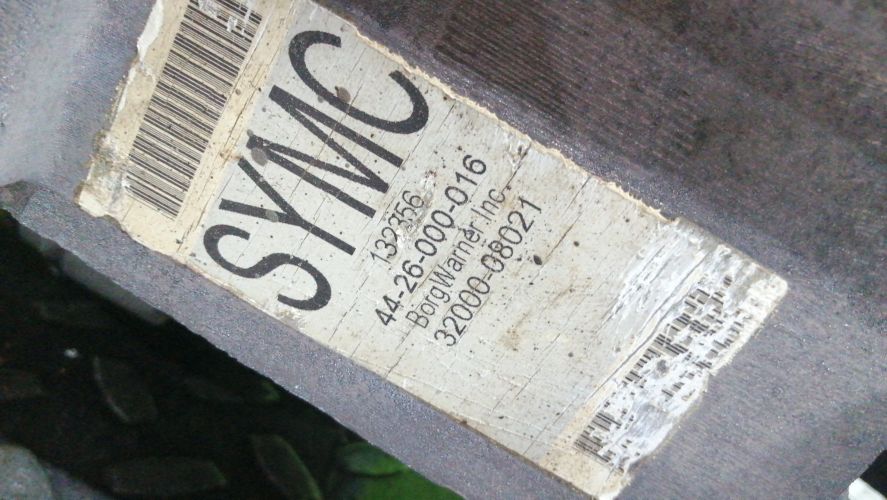 SYMC
132356
44-26-000-016
BorgWarner Inc.
32000-08021